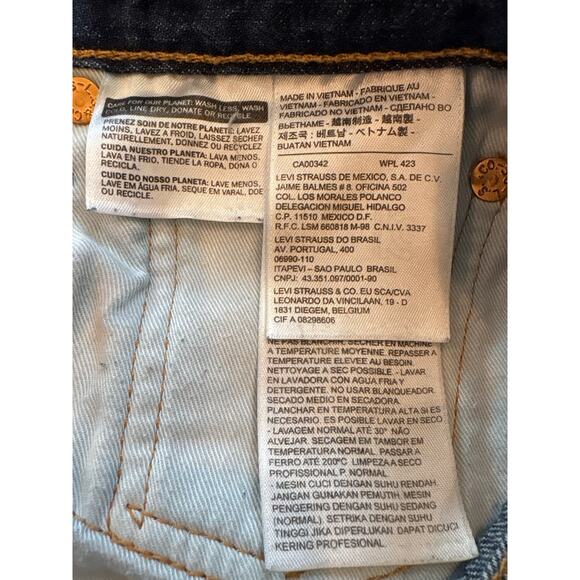 CARE FOR OUR PLANET: WASH LESS, WASH
COLD, LINE DRY, DONATE OR RECYCLE
PRENEZ SOIN DE NOTRE PLANÈTE: LAVEZ
MOINS, LAVEZ A FROID, LAISSEZ SECHER
NATURELLEMENT, DONNEZ OU RECYCLEZ
CUIDA NUESTRO PLANETA: LAVA MENOS,
LAVA EN FRIO, TIENDE LA ROPA, DONA O
RECICLA.
CUIDE DO NOSSO PLANETA: LAVE MENOS,
LAVE EM ÁGUA FRIA, SEQUE EM VARAL, DOE
OU RECICLE.
MADE IN VIETNAM - FABRIQUE AU
VIETNAM - FABRICADO EN VIETNAM -
FABRICADO NO VIETNAM - СДЕЛАНО ВО
ВЬЕТНАМЕ - 越南制造 - 越南製 -
제조국 : 베트남 - ベトナム製 -
BUATAN VIETNAM
CA00342 WPL 423
LEVI STRAUSS DE MEXICO, S.A. DE C.V.
JAIME BALMES # 8. OFICINA 502
COL. LOS MORALES POLANCO
DELEGACION MIGUEL HIDALGO
C.P. 11510 MEXICO D.F.
R.F.C. LSM 660818 M-98 C.N.I.V. 3337
LEVI STRAUSS DO BRASIL
AV. PORTUGAL, 400
06990-110
ITAPEVI – SAO PAULO BRASIL
CNPJ: 43.351.097/0001-90
LEVI STRAUSS & CO. EU SCA/CVA
LEONARDO DA VINCILAAN, 19 - D
1831 DIEGEM, BELGIUM
CIF A 08298606
NE PAS BLANCHIR. SECHER EN MACHINE
A TEMPERATURE MOYENNE. REPASSER A
TEMPERATURE ELEVEE AU BESOIN.
NETTOYAGE A SEC POSSIBLE. - LAVAR
EN LAVADORA CON AGUA FRIA Y
DETERGENTE. NO USAR BLANQUEADOR.
SECADO MEDIO EN SECADORA.
PLANCHAR EN TEMPERATURA ALTA SI ES
NECESARIO. ES POSIBLE LAVAR EN SECO
- LAVAGEM NORMAL ATÉ 30° NÃO
ALVEJAR. SECAGEM EM TAMBOR EM
TEMPERATURA NORMAL. PASSAR A
FERRO ATÉ 200ºC LIMPEZA A SECO
PROFISSIONAL P NORMAL.
- MESIN CUCI DENGAN SUHU RENDAH.
JANGAN GUNAKAN PEMUTIH. MESIN
PENGERING DENGAN SUHU SEDANG
(NORMAL). SETRIKA DENGAN SUHU
TINGGI JIKA DIPERLUKAN DAPAT DICUCI
KERING PROFESIONAL.